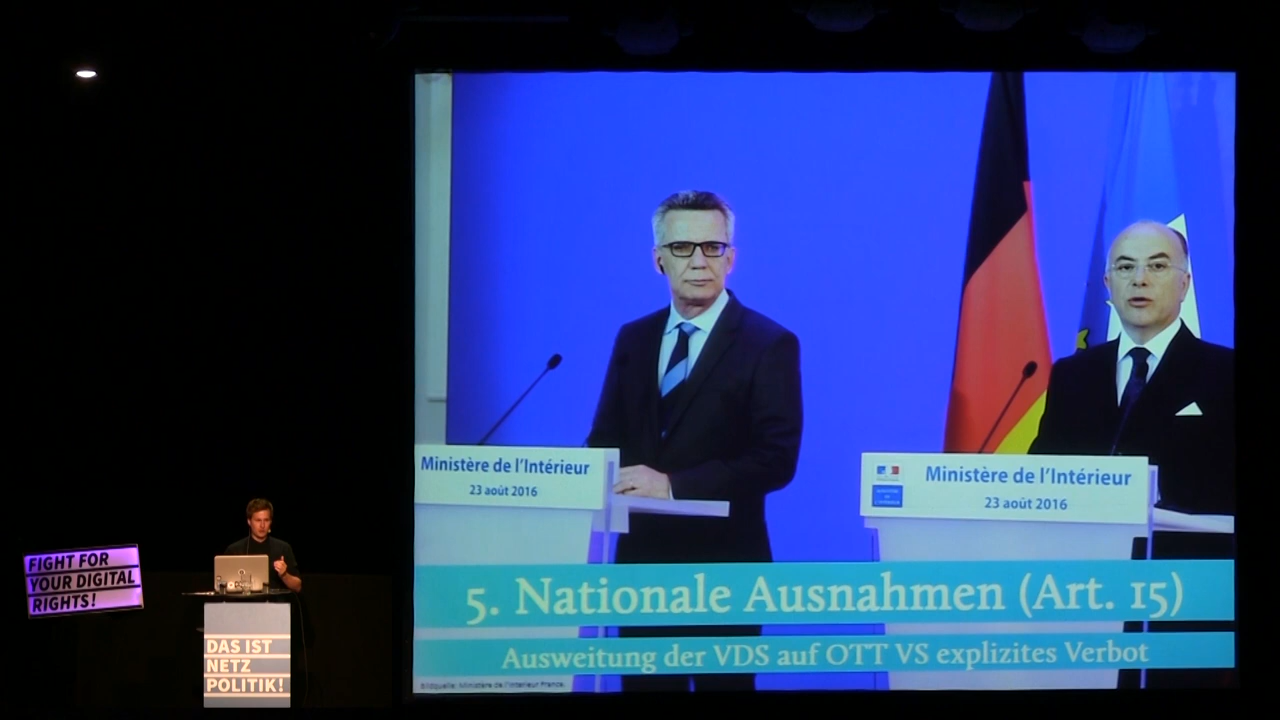 Ministère de l'Intérieur
23 août 2016
Ministère de l'Intérieur
23 août 2016
5. Nationale Ausnahmen (Art. 15)
Ausweitung der VDS auf OTT VS explizites Verbot
Bildquelle: Ministère de l'Intérieur France
FIGHT FOR
YOUR DIGITAL
RIGHTS!
DAS IST
NETZ
POLITIK!